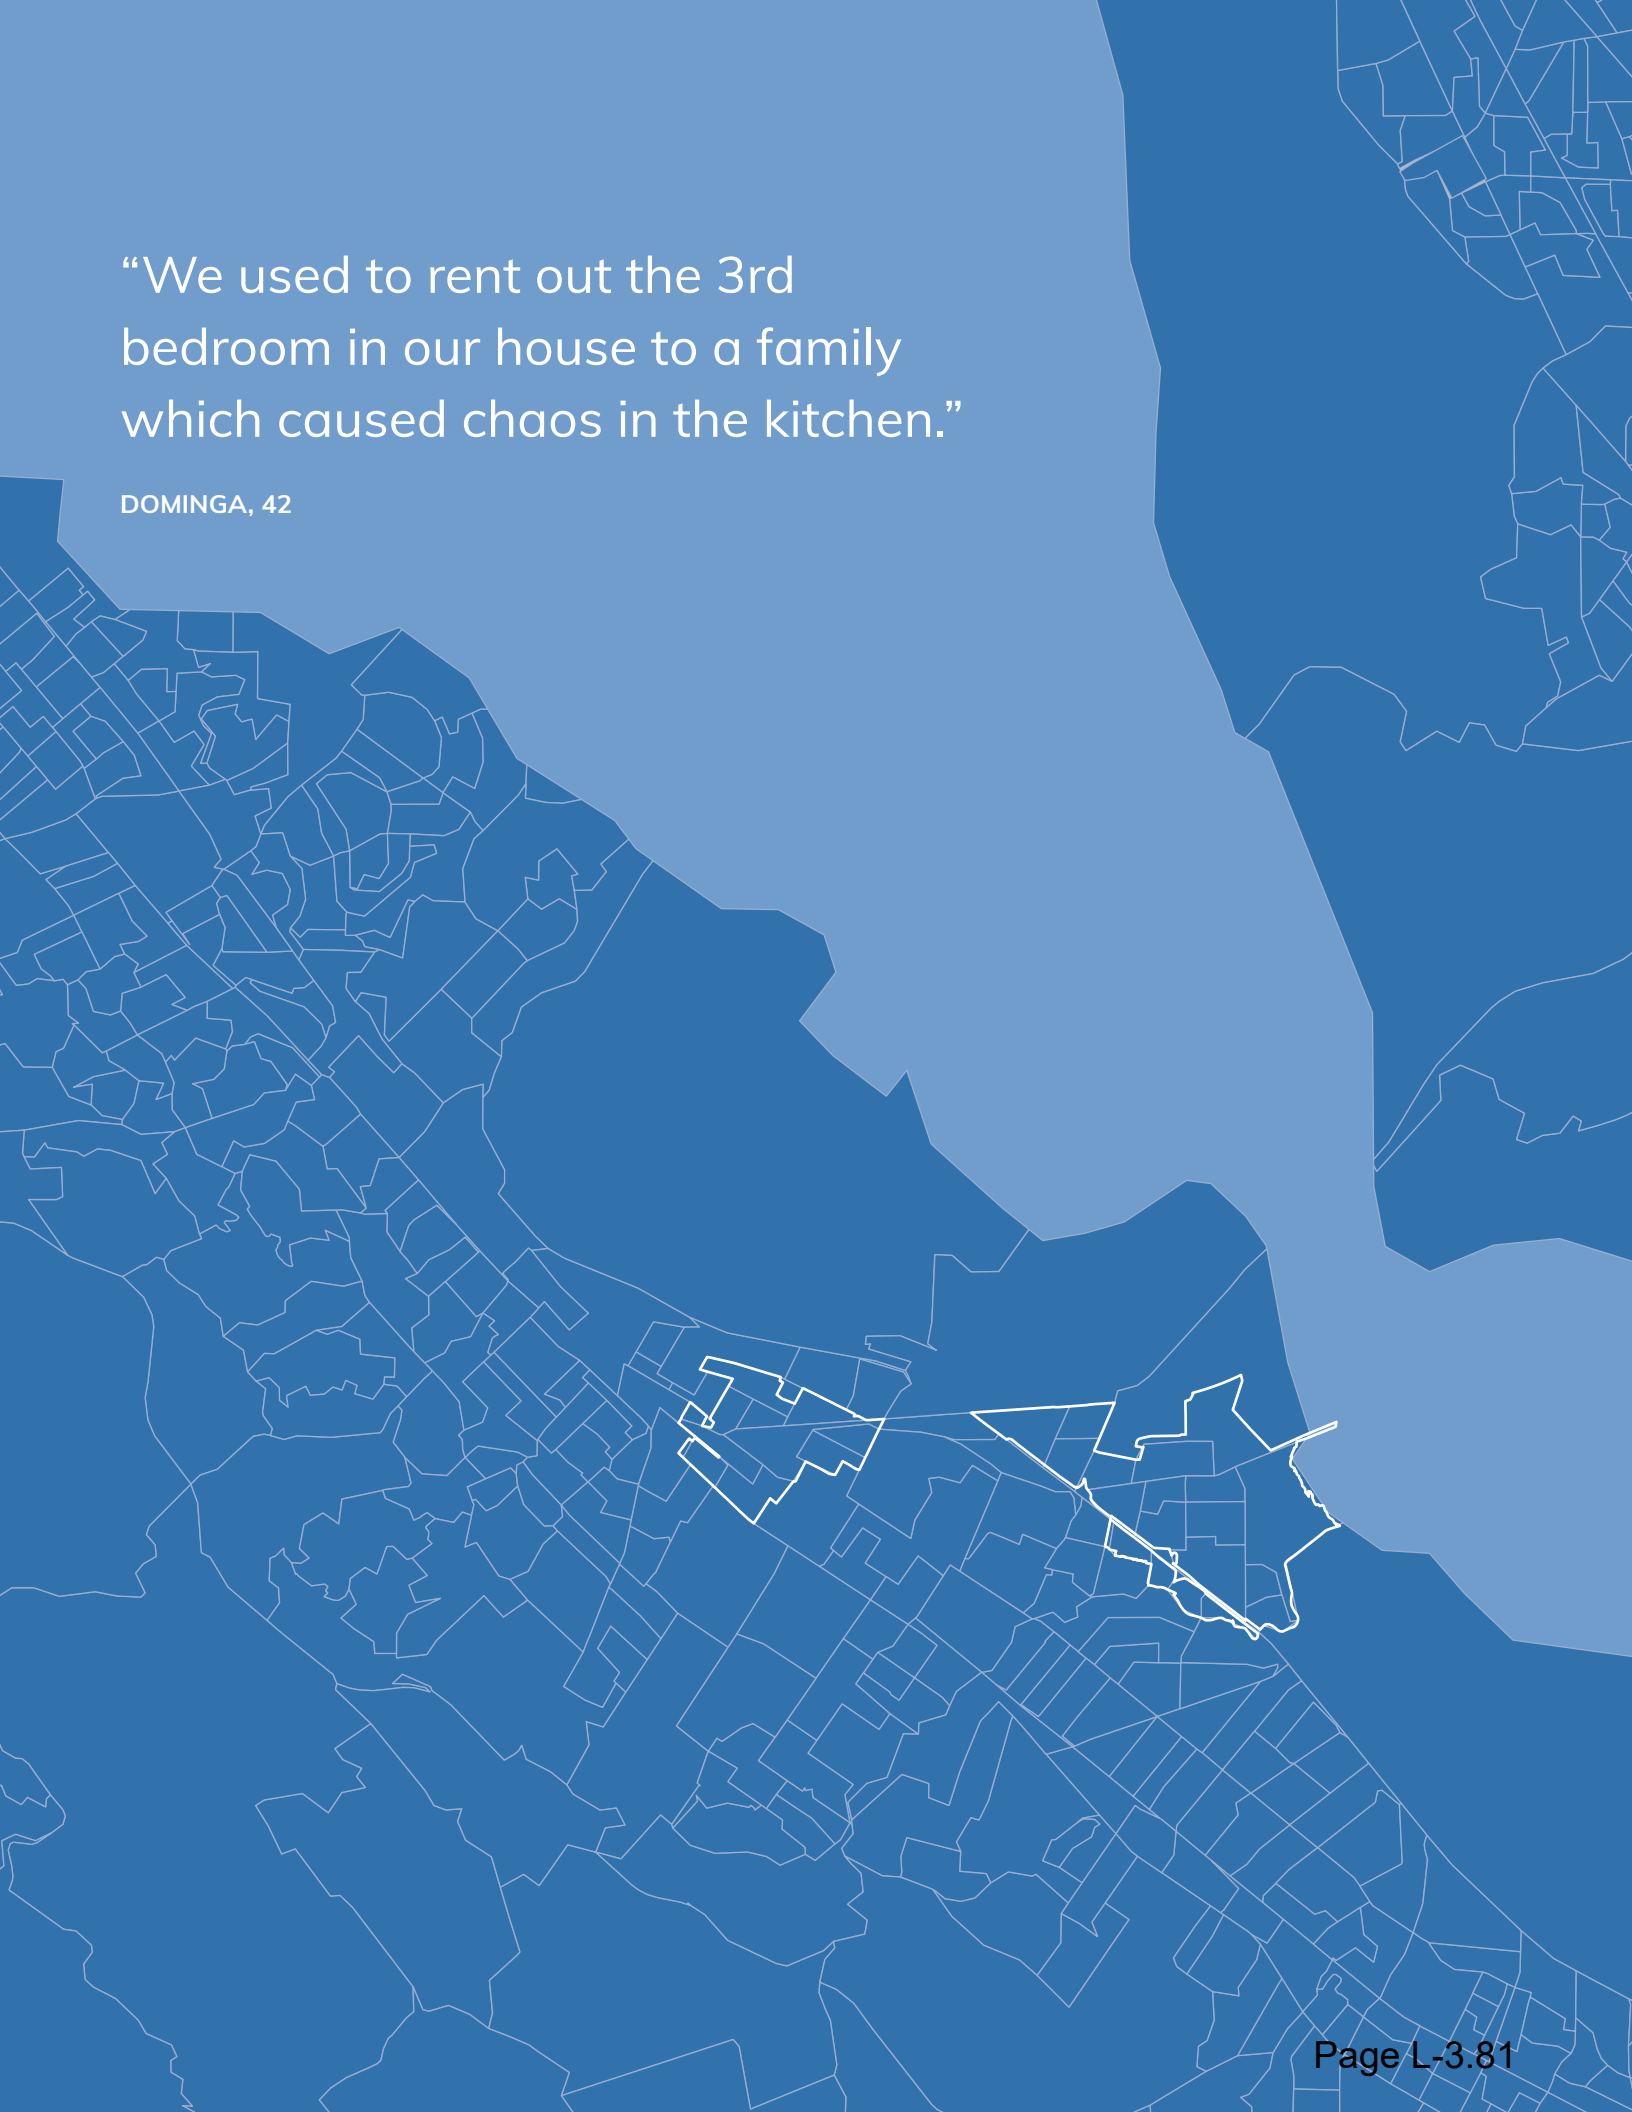 “We used to rent out the 3rd
bedroom in our house to a family
which caused chaos in the kitchen.”
DOMINGA, 42
Page L-3.81